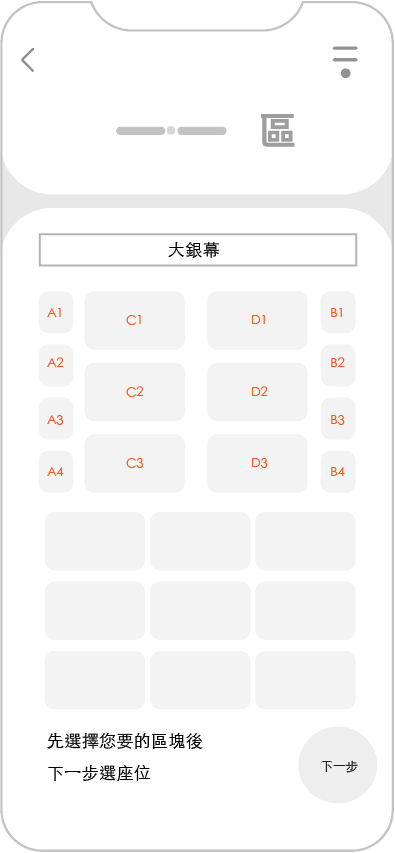 區
大銀幕
A1 C1 D1 B1
A2 C2 D2 B2
A3 C3 D3 B3
A4 B4
先選擇您要的區塊後
下一步選座位
下一步